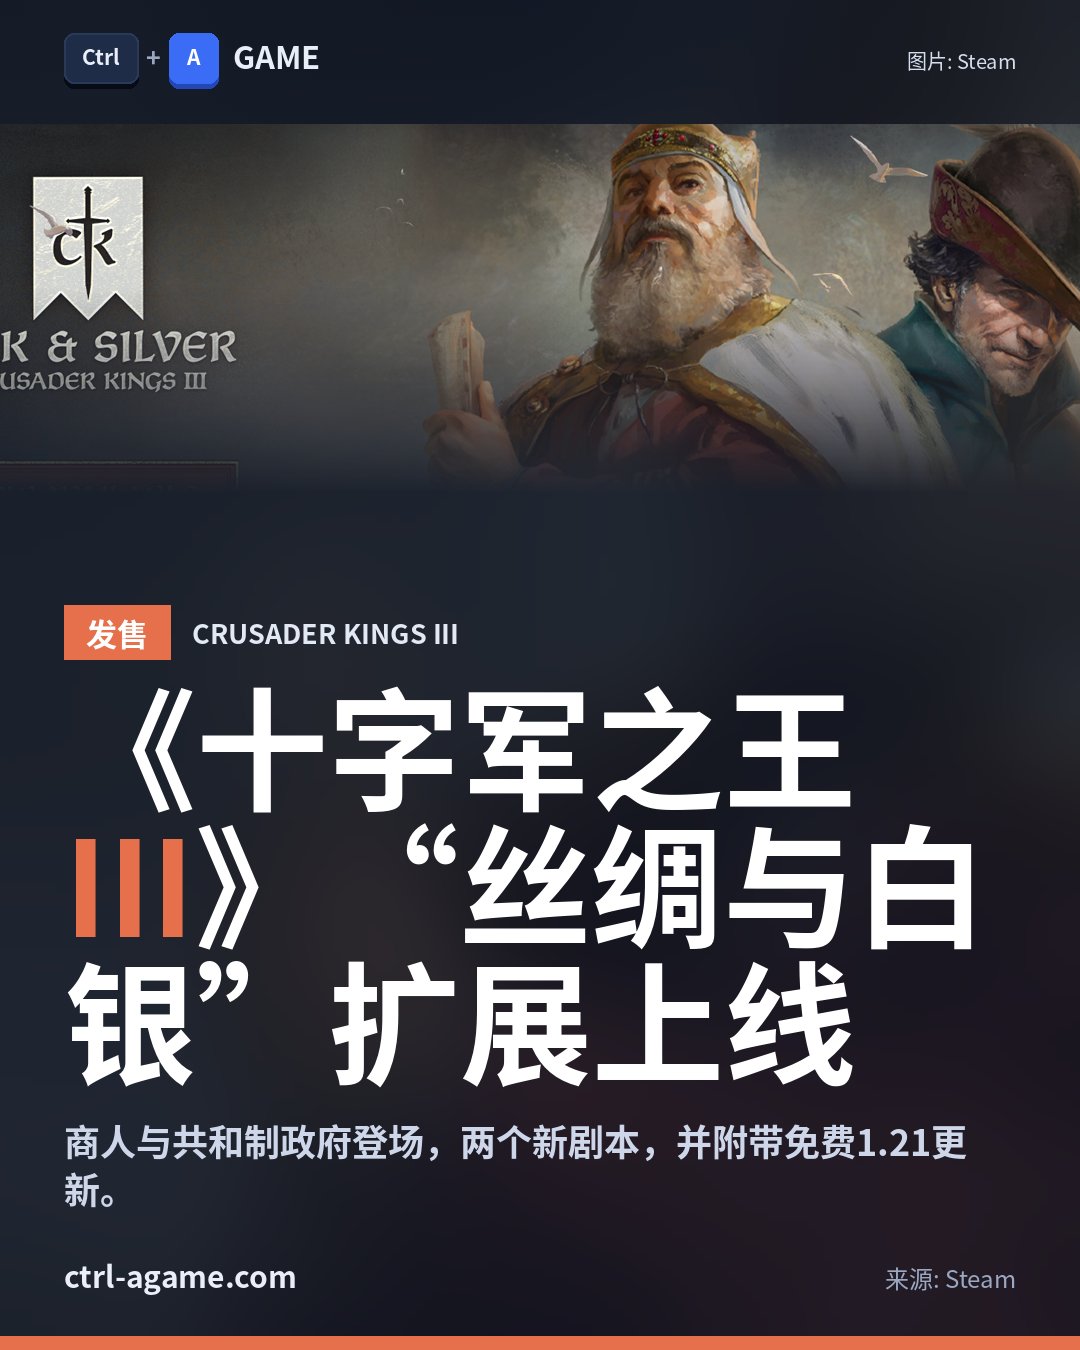 Ctrl + A GAME
图片: Steam
CK
K & SILVER
USADER KINGS III
发售 CRUSADER KINGS III
《十字军之王
III》“丝绸与白
银”扩展上线
商人与共和制政府登场，两个新剧本，并附带免费1.21更
新。
ctrl-agame.com
来源: Steam